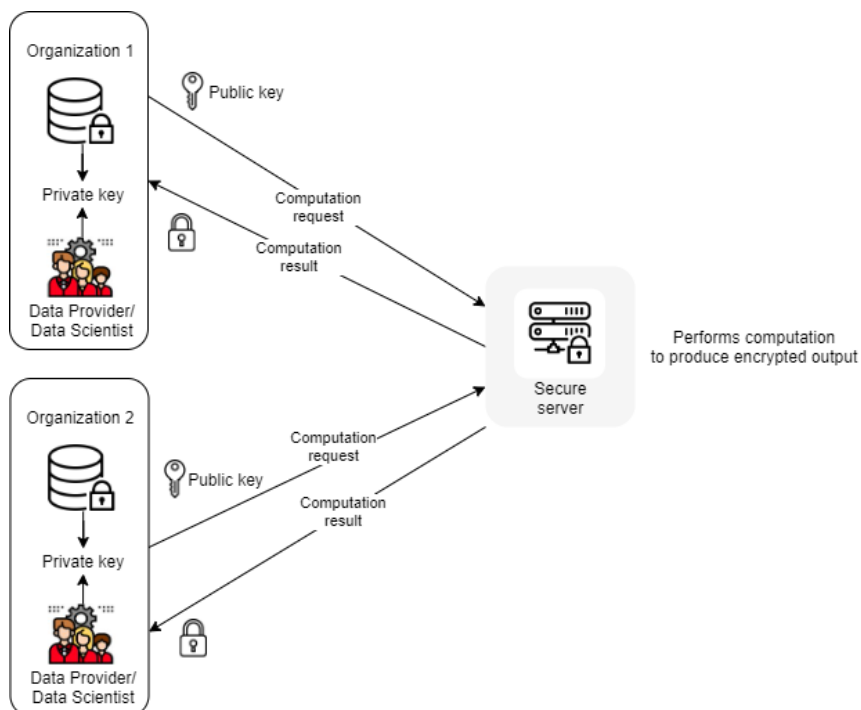 Organization 1
Public key
Private key
Computation
request
Computation
result
Data Provider/
Data Scientist
Performs computation
to produce encrypted output
Secure
server
Organization 2
Computation
request
Public key
Computation
result
Private key
Data Provider/
Data Scientist